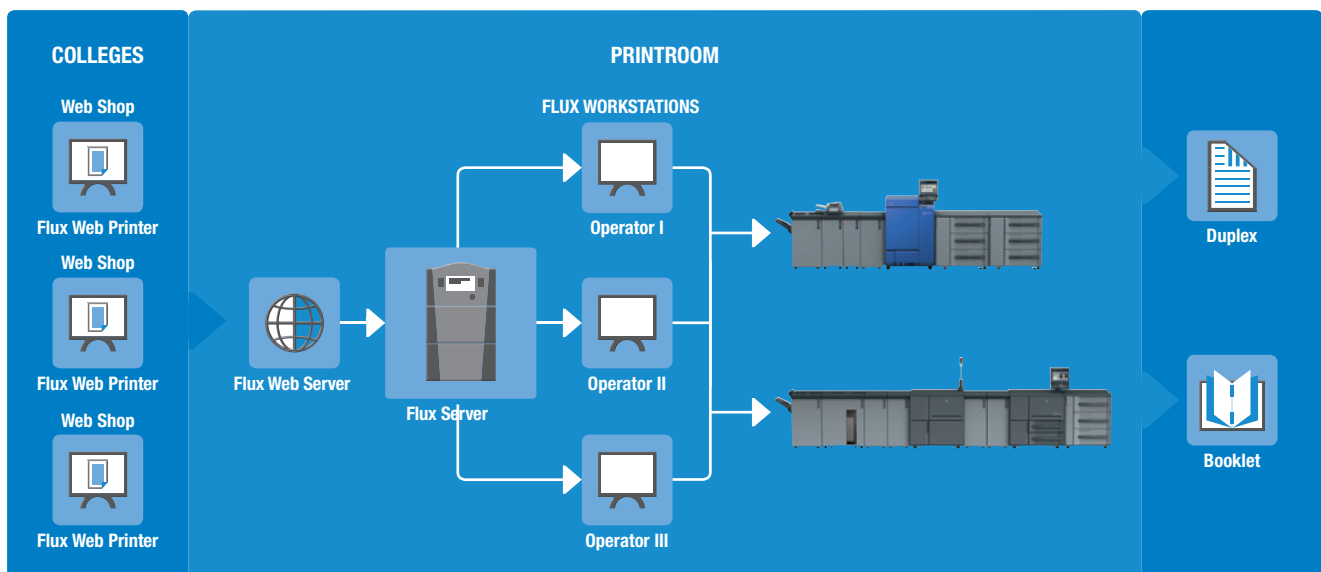 COLLEGES
Web Shop
Flux Web Printer
Web Shop
Flux Web Printer
Web Shop
Flux Web Printer
PRINTROOM
FLUX WORKSTATIONS
Flux Web Server
Flux Server
Operator I
Operator II
Operator III
Duplex
Booklet